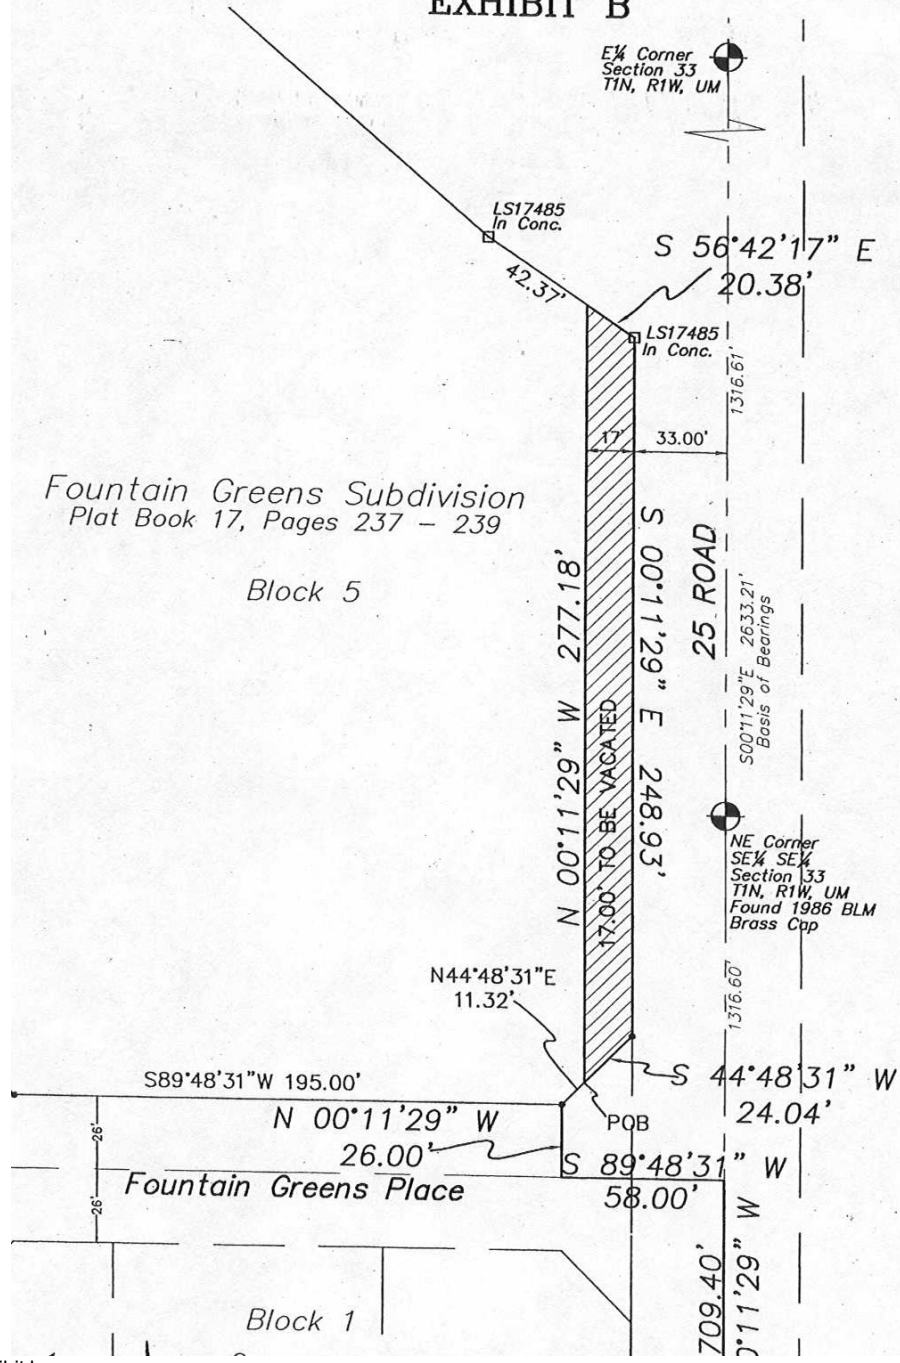 EXHIBIT B
E¼ Corner
Section 33
T1N, R1W, UM
LS17485
In Conc.
S 56°42'17" E
20.38'
42.37'
LS17485
In Conc.
1316.61'
17'
33.00'
Fountain Greens Subdivision
Plat Book 17, Pages 237 – 239
Block 5
N 00°11'29" W 277.18'
17.00' TO BE VACATED
S 00°11'29" E 248.93'
25 ROAD
S00°11'29"E 2633.21'
Basis of Bearings
NE Corner
SE¼ SE¼
Section 33
T1N, R1W, UM
Found 1986 BLM
Brass Cap
1316.60'
N44°48'31"E
11.32'
S 44°48'31" W
24.04'
S89°48'31"W 195.00'
N 00°11'29" W
26.00'
POB
S 89°48'31" W
58.00'
26'
26'
Fountain Greens Place
709.40'
0°11'29" W
Block 1